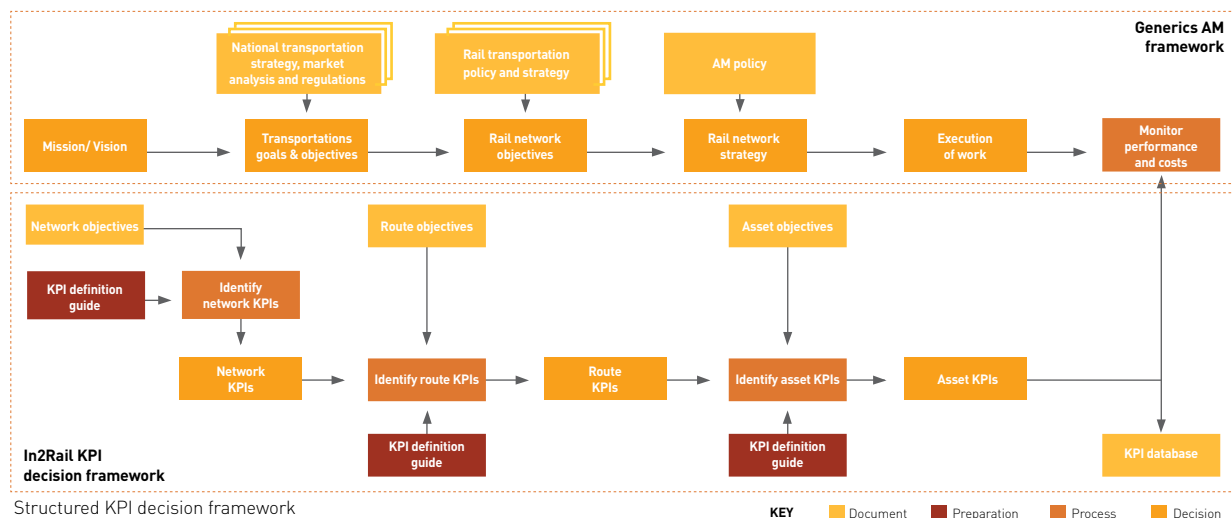 Generics AM
framework
National transportation
strategy, market
analysis and regulations
Rail transportation
policy and strategy
AM policy
Mission/ Vision
Transportations
goals & objectives
Rail network
objectives
Rail network
strategy
Execution
of work
Monitor
performance
and costs
Network objectives
Route objectives
Asset objectives
KPI definition
guide
Identify
network KPIs
Network
KPIs
Identify route KPIs
Route
KPIs
Identify asset KPIs
Asset KPIs
KPI definition
guide
KPI definition
guide
KPI database
In2Rail KPI
decision framework
Structured KPI decision framework
KEY
Document
Preparation
Process
Decision